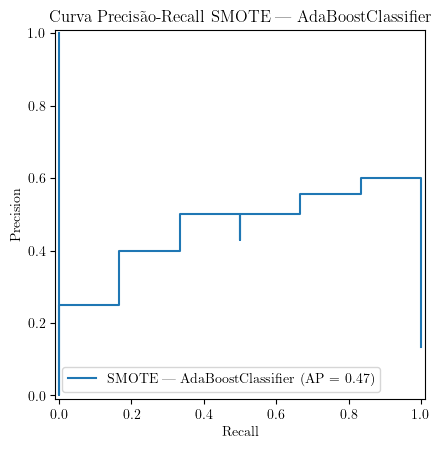 Curva Precisão-Recall SMOTE — AdaBoostClassifier
1.0
0.8
0.6
0.4
0.2
0.0
Precision
SMOTE — AdaBoostClassifier (AP = 0.47)
0.0 0.2 0.4 0.6 0.8 1.0
Recall